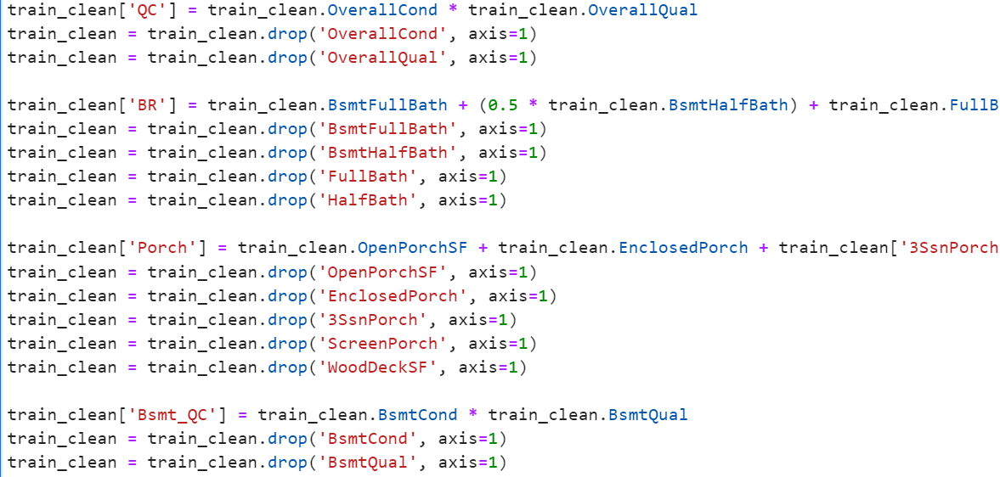 train_clean['QC'] = train_clean.OverallCond * train_clean.OverallQual
train_clean = train_clean.drop('OverallCond', axis=1)
train_clean = train_clean.drop('OverallQual', axis=1)
train_clean['BR'] = train_clean.BsmtFullBath + (0.5 * train_clean.BsmtHalfBath) + train_clean.FullB
train_clean = train_clean.drop('BsmtFullBath', axis=1)
train_clean = train_clean.drop('BsmtHalfBath', axis=1)
train_clean = train_clean.drop('FullBath', axis=1)
train_clean = train_clean.drop('HalfBath', axis=1)
train_clean['Porch'] = train_clean.OpenPorchSF + train_clean.EnclosedPorch + train_clean['3SsnPorch
train_clean = train_clean.drop('OpenPorchSF', axis=1)
train_clean = train_clean.drop('EnclosedPorch', axis=1)
train_clean = train_clean.drop('3SsnPorch', axis=1)
train_clean = train_clean.drop('ScreenPorch', axis=1)
train_clean = train_clean.drop('WoodDeckSF', axis=1)
train_clean['Bsmt_QC'] = train_clean.BsmtCond * train_clean.BsmtQual
train_clean = train_clean.drop('BsmtCond', axis=1)
train_clean = train_clean.drop('BsmtQual', axis=1)